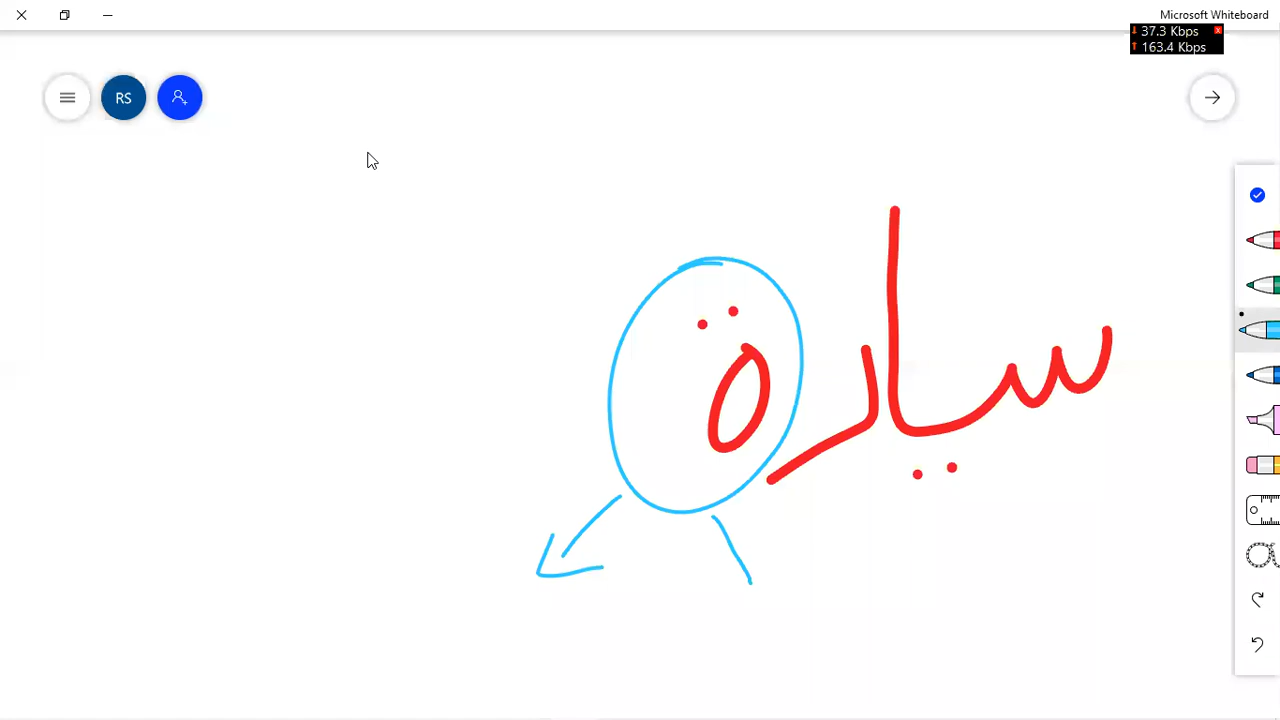 Microsoft Whiteboard
37.3 Kbps
163.4 Kbps
RS
سيارة